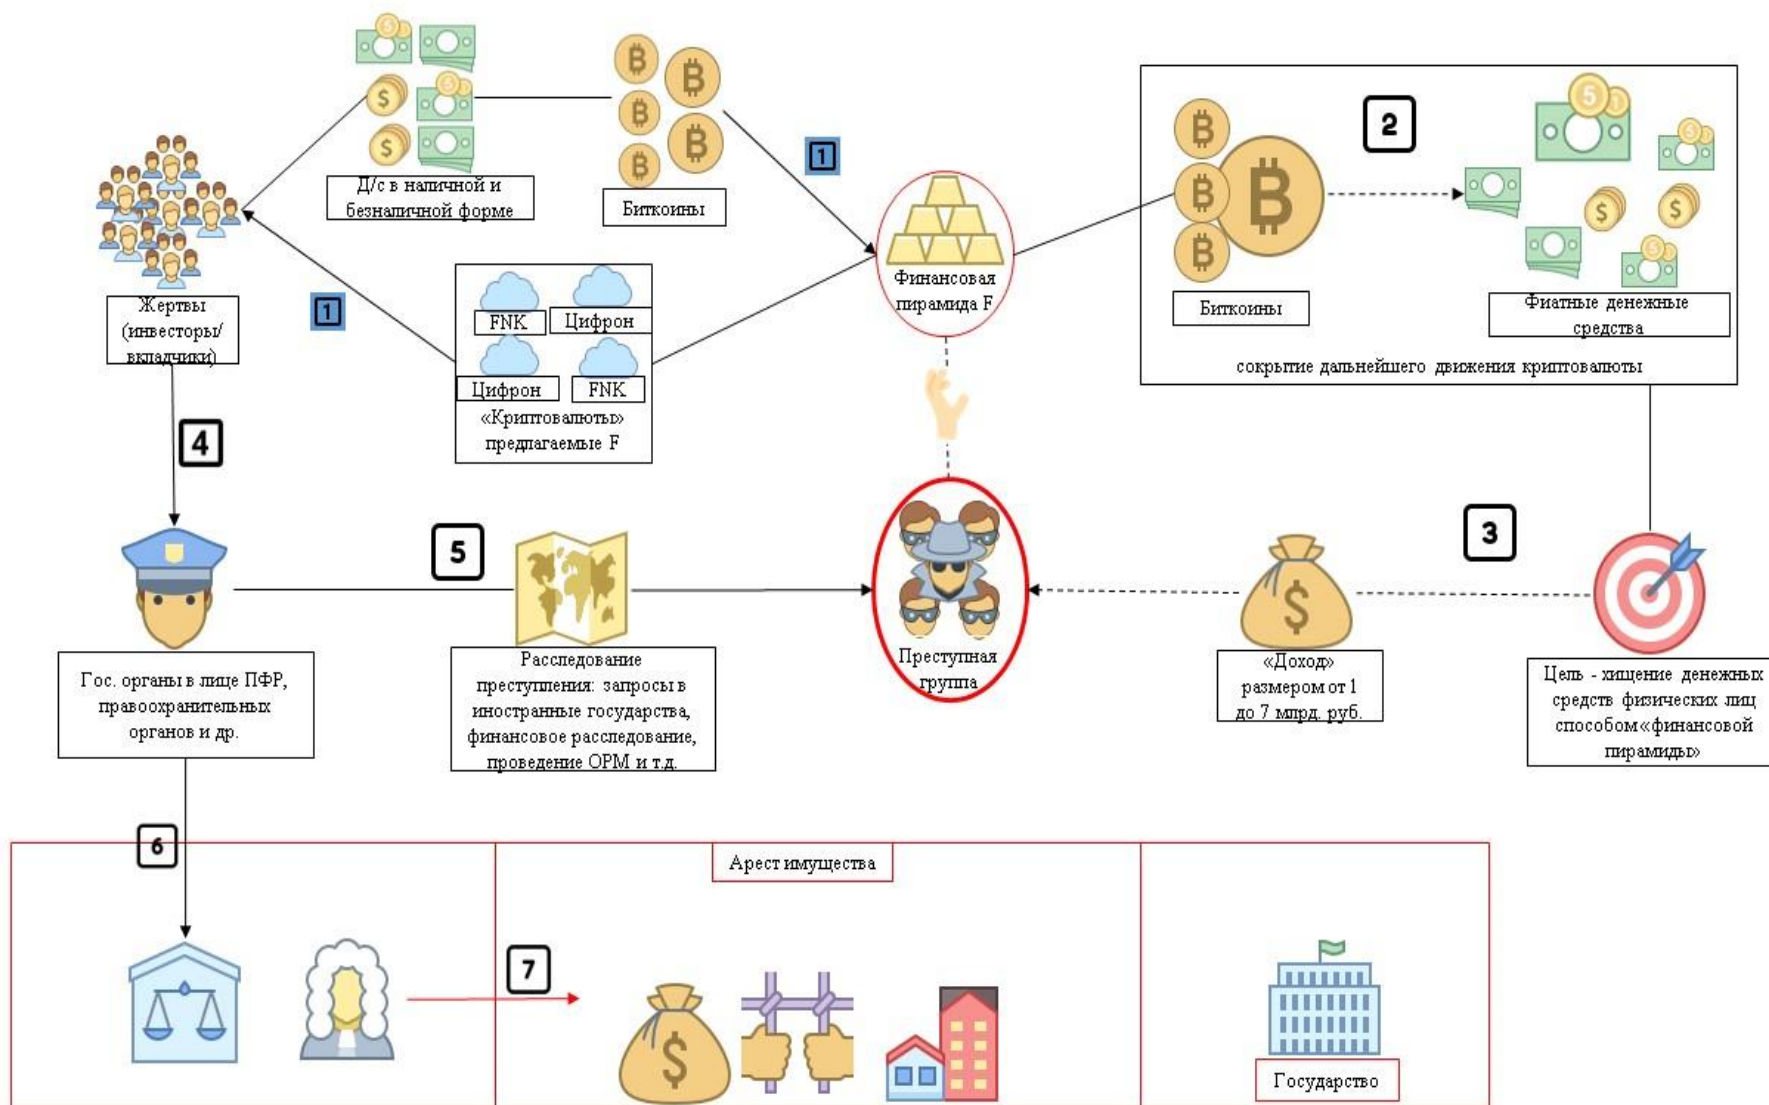 Д/с в наличной и
безналичной форме
Биткоины
1
Жертвы
(инвесторы/
вкладчики)
1
FNK
Цифрон
Цифрон
FNK
«Криптовалюты»
предлагаемые F
Финансовая
пирамида F
2
Биткоины
Фиатные денежные
средства
сокрытие дальнейшего движения криптовалюты
4
5
3
Гос. органы в лице ПФР,
правоохранительных
органов и др.
Расследование
преступления: запросы в
иностранные государства,
финансовое расследование,
проведение ОРМ и т.д.
Преступная
группа
«Доход»
размером от 1
до 7 млрд. руб.
Цель - хищение денежных
средств физических лиц
способом «финансовой
пирамиды»
6
Арест имущества
7
Государство